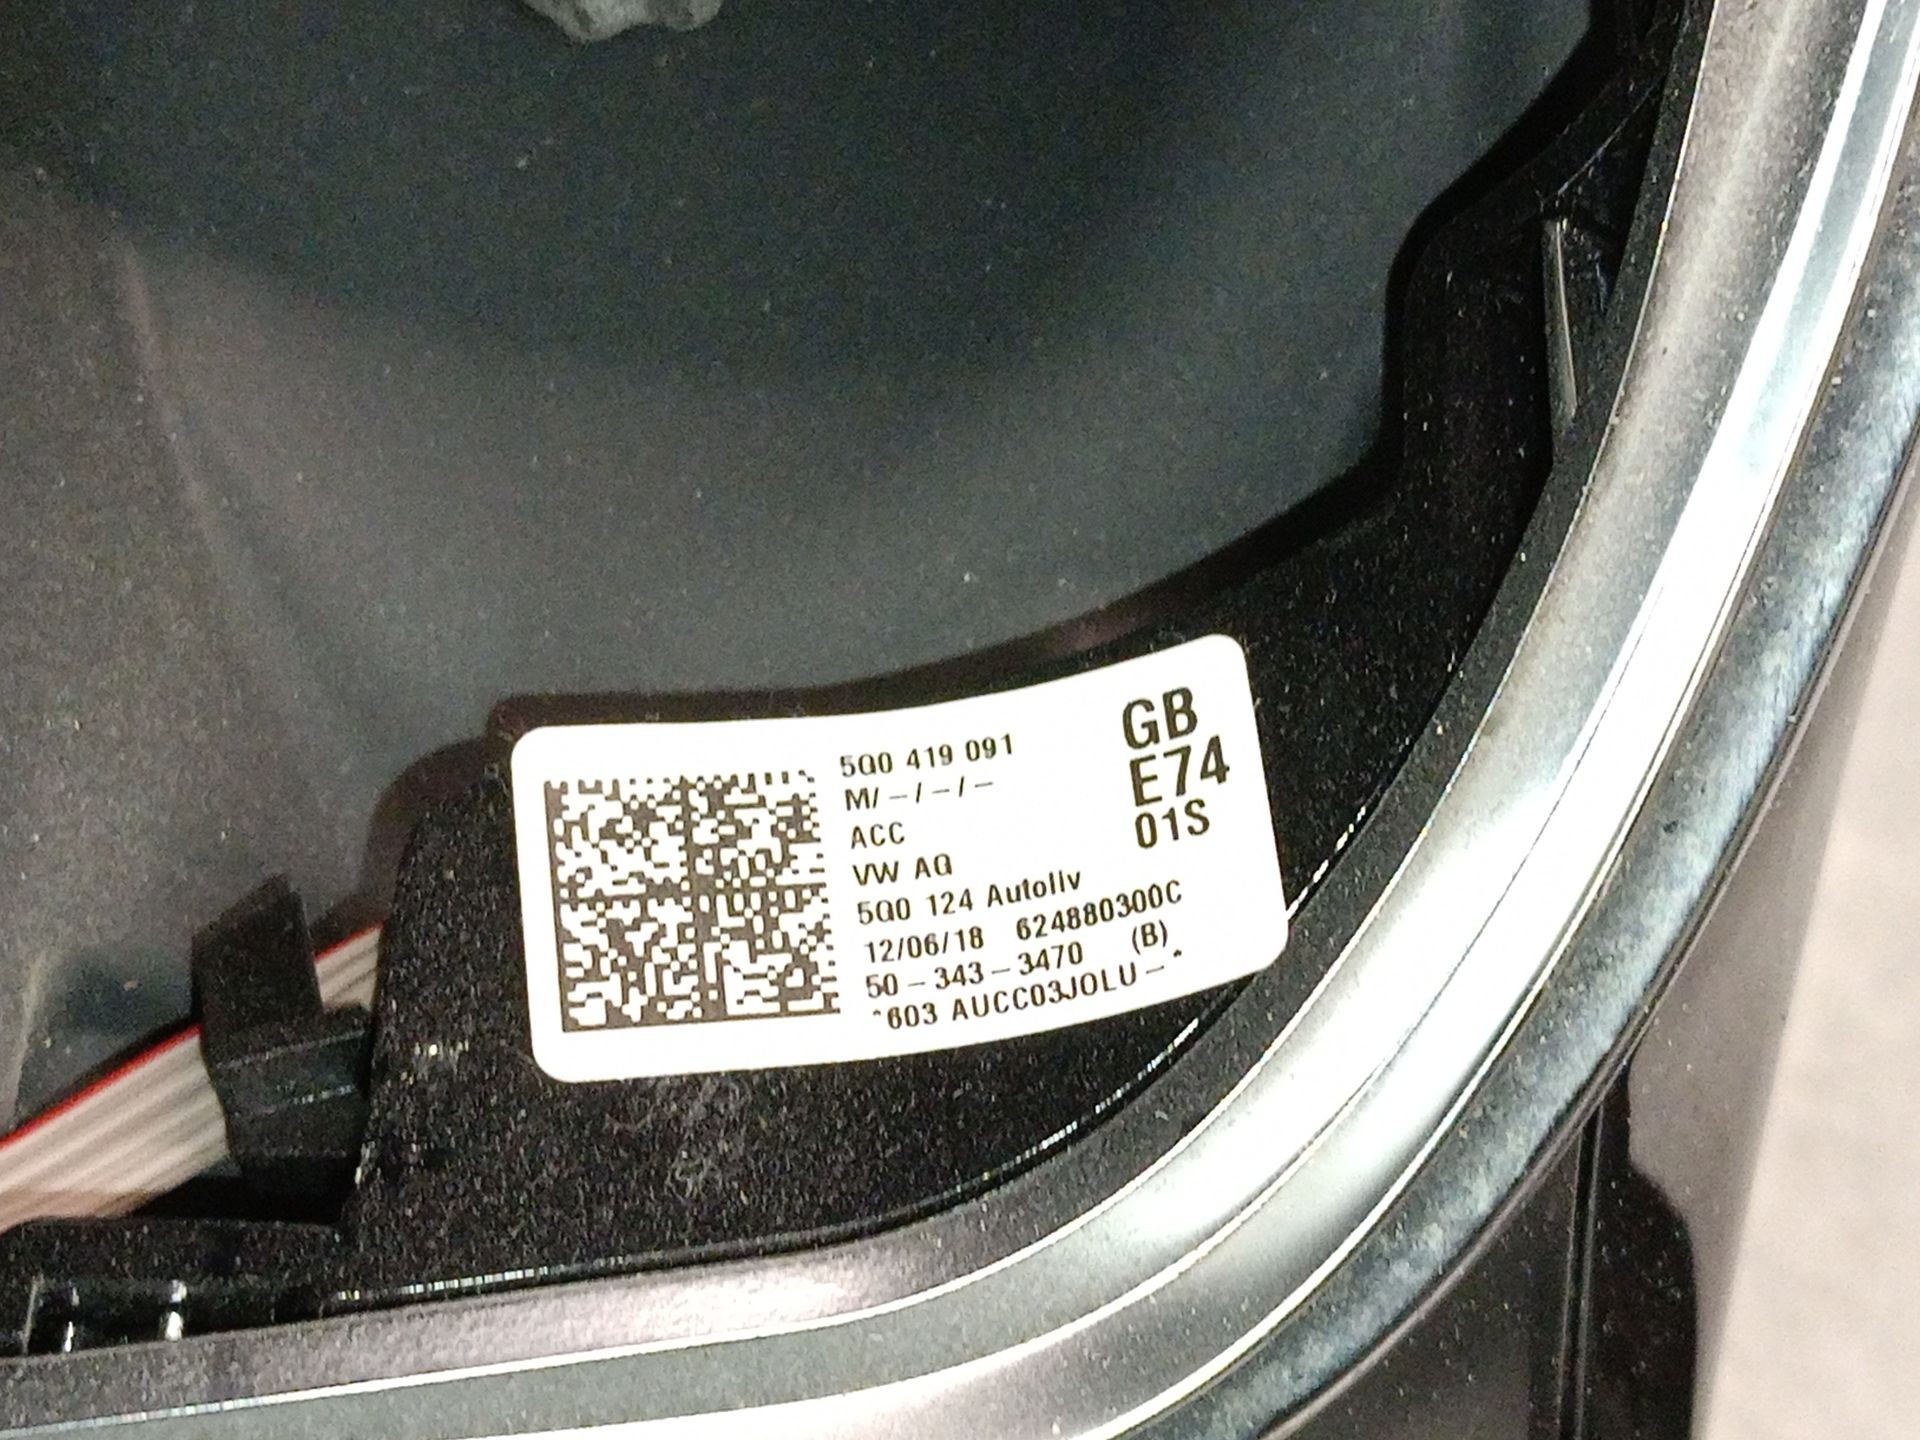 5Q0 419 091
M/-/-/-
ACC
VW AG
5Q0 124 Autoliv
12/06/18 624880300C
50-343-3470 (B)
*603 AUCC03JOLU-*
GB
E74
01S